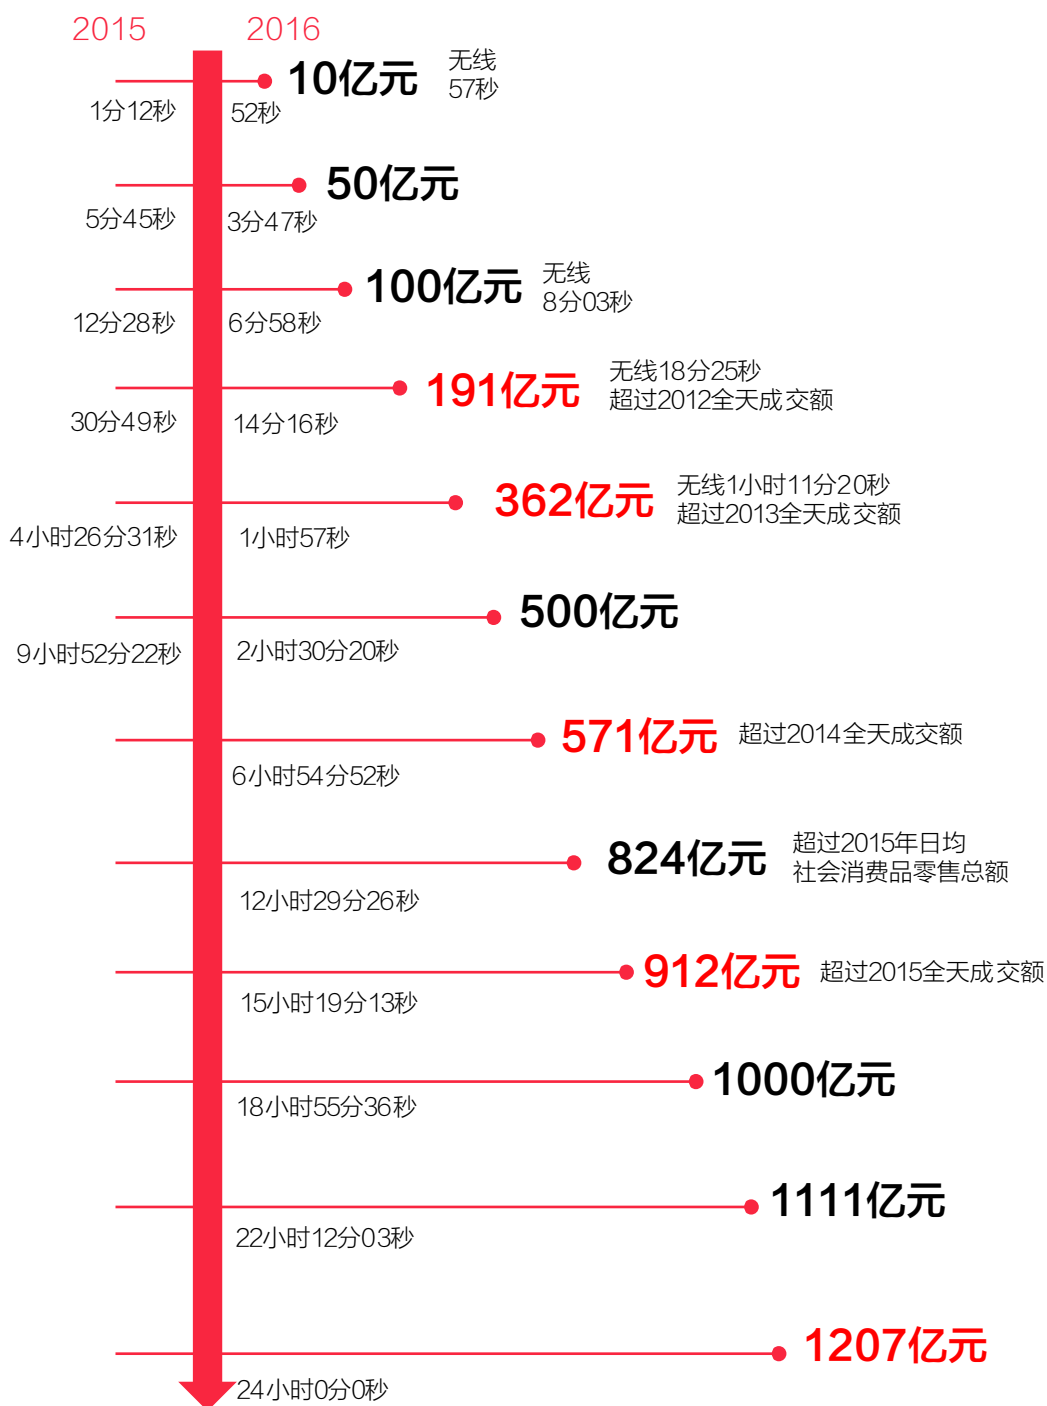 2015
2016
10亿元
无线
57秒
1分12秒
52秒
50亿元
5分45秒
3分47秒
100亿元
无线
8分03秒
12分28秒
6分58秒
191亿元
无线18分25秒
超过2012全天成交额
30分49秒
14分16秒
362亿元
无线1小时11分20秒
超过2013全天成交额
4小时26分31秒
1小时57秒
500亿元
9小时52分22秒
2小时30分20秒
571亿元
超过2014全天成交额
6小时54分52秒
824亿元
超过2015年日均
社会消费品零售总额
12小时29分26秒
912亿元
超过2015全天成交额
15小时19分13秒
1000亿元
18小时55分36秒
1111亿元
22小时12分03秒
1207亿元
24小时0分0秒